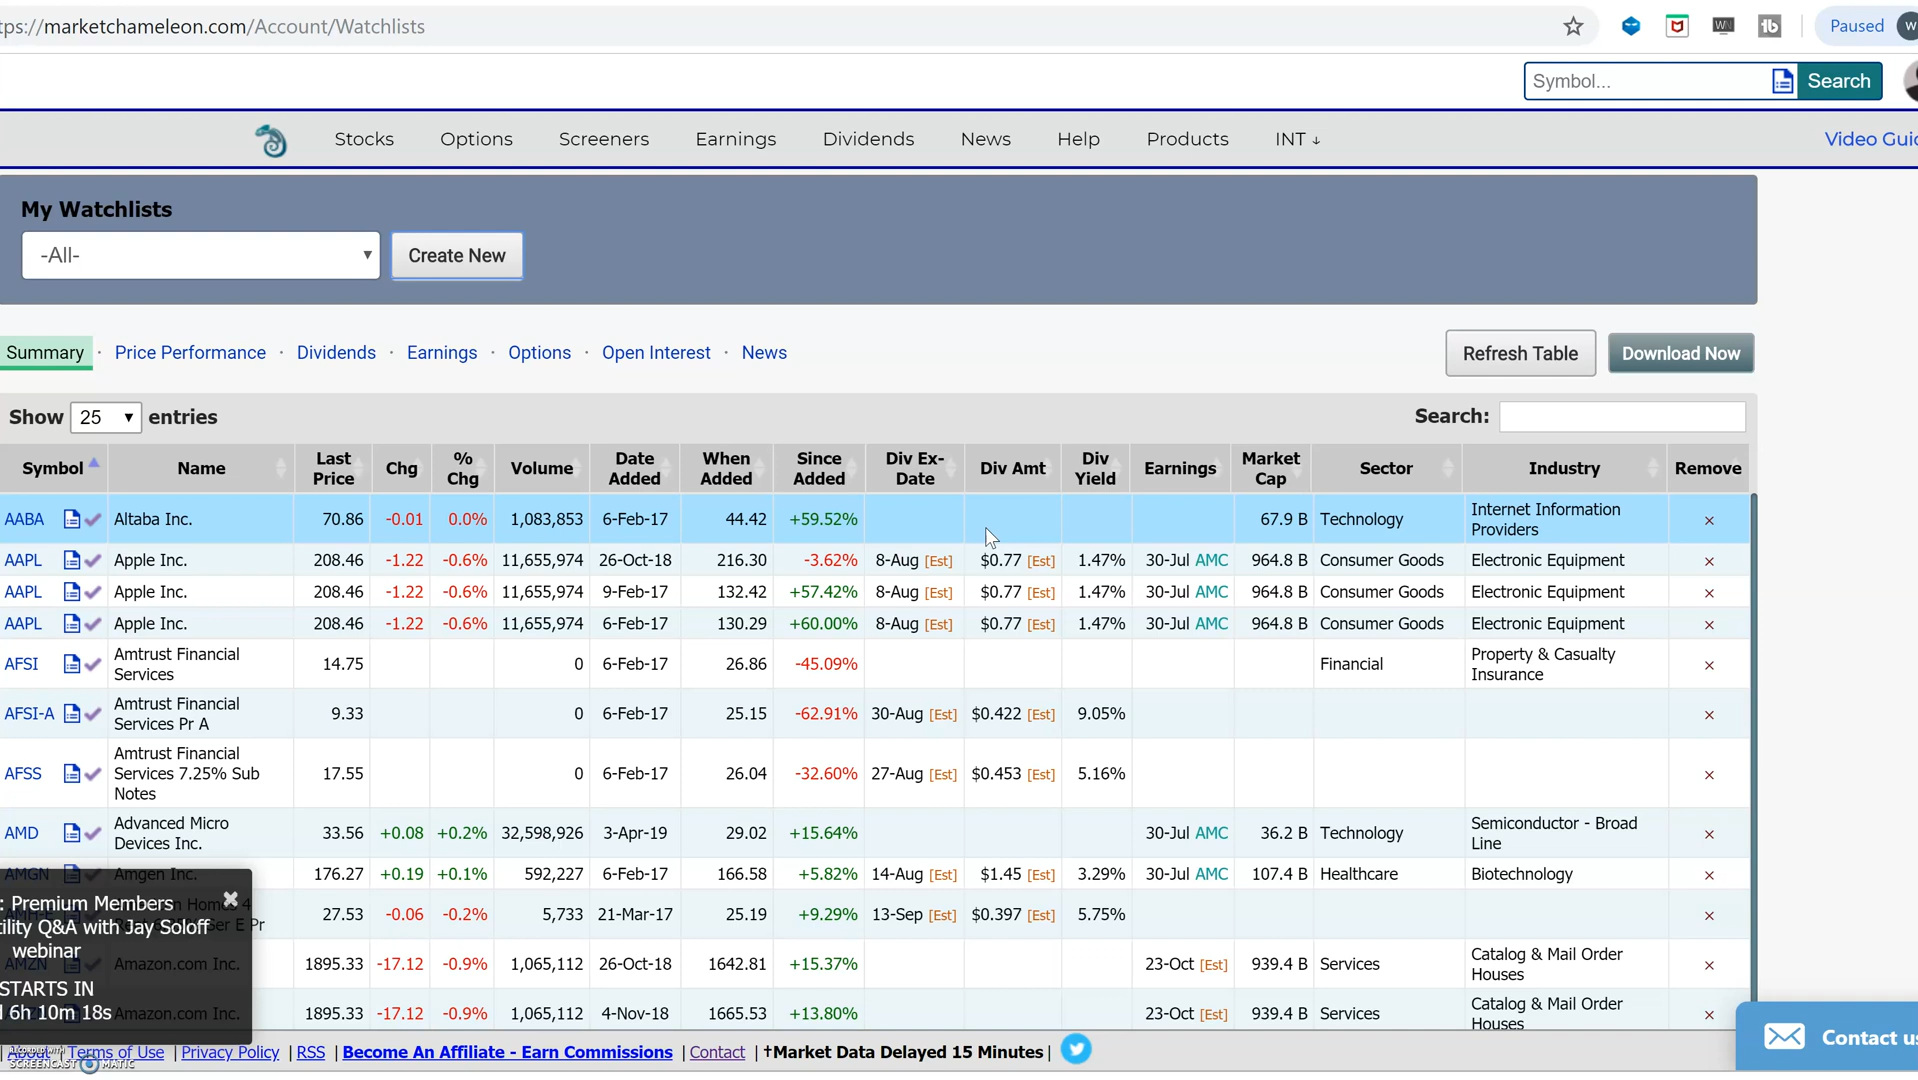 tps://marketchameleon.com/Account/Watchlists
Paused
Symbol...
Search
Stocks Options Screeners Earnings Dividends News Help Products INT ↓
Video Guid
My Watchlists
-All-
Create New
Summary · Price Performance · Dividends · Earnings · Options · Open Interest · News
Refresh Table
Download Now
Show 25 entries
Search:
Symbol Name Last Price Chg % Chg Volume Date Added When Added Since Added Div Ex-Date Div Amt Div Yield Earnings Market Cap Sector Industry Remove
AABA Altaba Inc. 70.86 -0.01 0.0% 1,083,853 6-Feb-17 44.42 +59.52% 67.9 B Technology Internet Information Providers ×
AAPL Apple Inc. 208.46 -1.22 -0.6% 11,655,974 26-Oct-18 216.30 -3.62% 8-Aug [Est] $0.77 [Est] 1.47% 30-Jul AMC 964.8 B Consumer Goods Electronic Equipment ×
AAPL Apple Inc. 208.46 -1.22 -0.6% 11,655,974 9-Feb-17 132.42 +57.42% 8-Aug [Est] $0.77 [Est] 1.47% 30-Jul AMC 964.8 B Consumer Goods Electronic Equipment ×
AAPL Apple Inc. 208.46 -1.22 -0.6% 11,655,974 6-Feb-17 130.29 +60.00% 8-Aug [Est] $0.77 [Est] 1.47% 30-Jul AMC 964.8 B Consumer Goods Electronic Equipment ×
AFSI Amtrust Financial Services 14.75 0 6-Feb-17 26.86 -45.09% Financial Property & Casualty Insurance ×
AFSI-A Amtrust Financial Services Pr A 9.33 0 6-Feb-17 25.15 -62.91% 30-Aug [Est] $0.422 [Est] 9.05% ×
AFSS Amtrust Financial Services 7.25% Sub Notes 17.55 0 6-Feb-17 26.04 -32.60% 27-Aug [Est] $0.453 [Est] 5.16% ×
AMD Advanced Micro Devices Inc. 33.56 +0.08 +0.2% 32,598,926 3-Apr-19 29.02 +15.64% 30-Jul AMC 36.2 B Technology Semiconductor - Broad Line ×
AMGN Amgen Inc. 176.27 +0.19 +0.1% 592,227 6-Feb-17 166.58 +5.82% 14-Aug [Est] $1.45 [Est] 3.29% 30-Jul AMC 107.4 B Healthcare Biotechnology ×
Homes 4 Ser E Pr 27.53 -0.06 -0.2% 5,733 21-Mar-17 25.19 +9.29% 13-Sep [Est] $0.397 [Est] 5.75% ×
AMZN Amazon.com Inc. 1895.33 -17.12 -0.9% 1,065,112 26-Oct-18 1642.81 +15.37% 23-Oct [Est] 939.4 B Services Catalog & Mail Order Houses ×
Amazon.com Inc. 1895.33 -17.12 -0.9% 1,065,112 4-Nov-18 1665.53 +13.80% 23-Oct [Est] 939.4 B Services Catalog & Mail Order Houses ×
: Premium Members
tility Q&A with Jay Soloff
webinar
STARTS IN
6h 10m 18s
About | Terms of Use | Privacy Policy | RSS | Become An Affiliate - Earn Commissions | Contact | †Market Data Delayed 15 Minutes |
Contact us
SCREENCAST MATIC